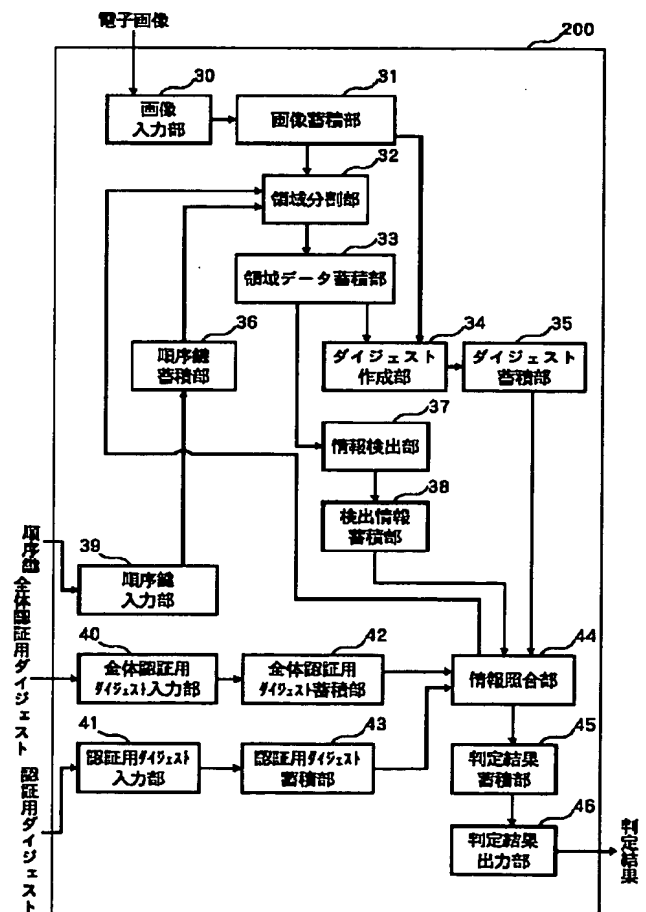 電子画像
200
30
画像
入力部
31
画像蓄積部
32
領域分割部
33
領域データ蓄積部
36
順序鍵
蓄積部
34
ダイジェスト
作成部
35
ダイジェスト
蓄積部
37
情報検出部
38
検出情報
蓄積部
順序鍵
39
順序鍵
入力部
全体認証用ダイジェスト
40
全体認証用
ダイジェスト入力部
42
全体認証用
ダイジェスト蓄積部
44
情報照合部
認証用ダイジェスト
41
認証用ダイジェスト
入力部
43
認証用ダイジェスト
蓄積部
45
判定結果
蓄積部
46
判定結果
出力部
判定結果